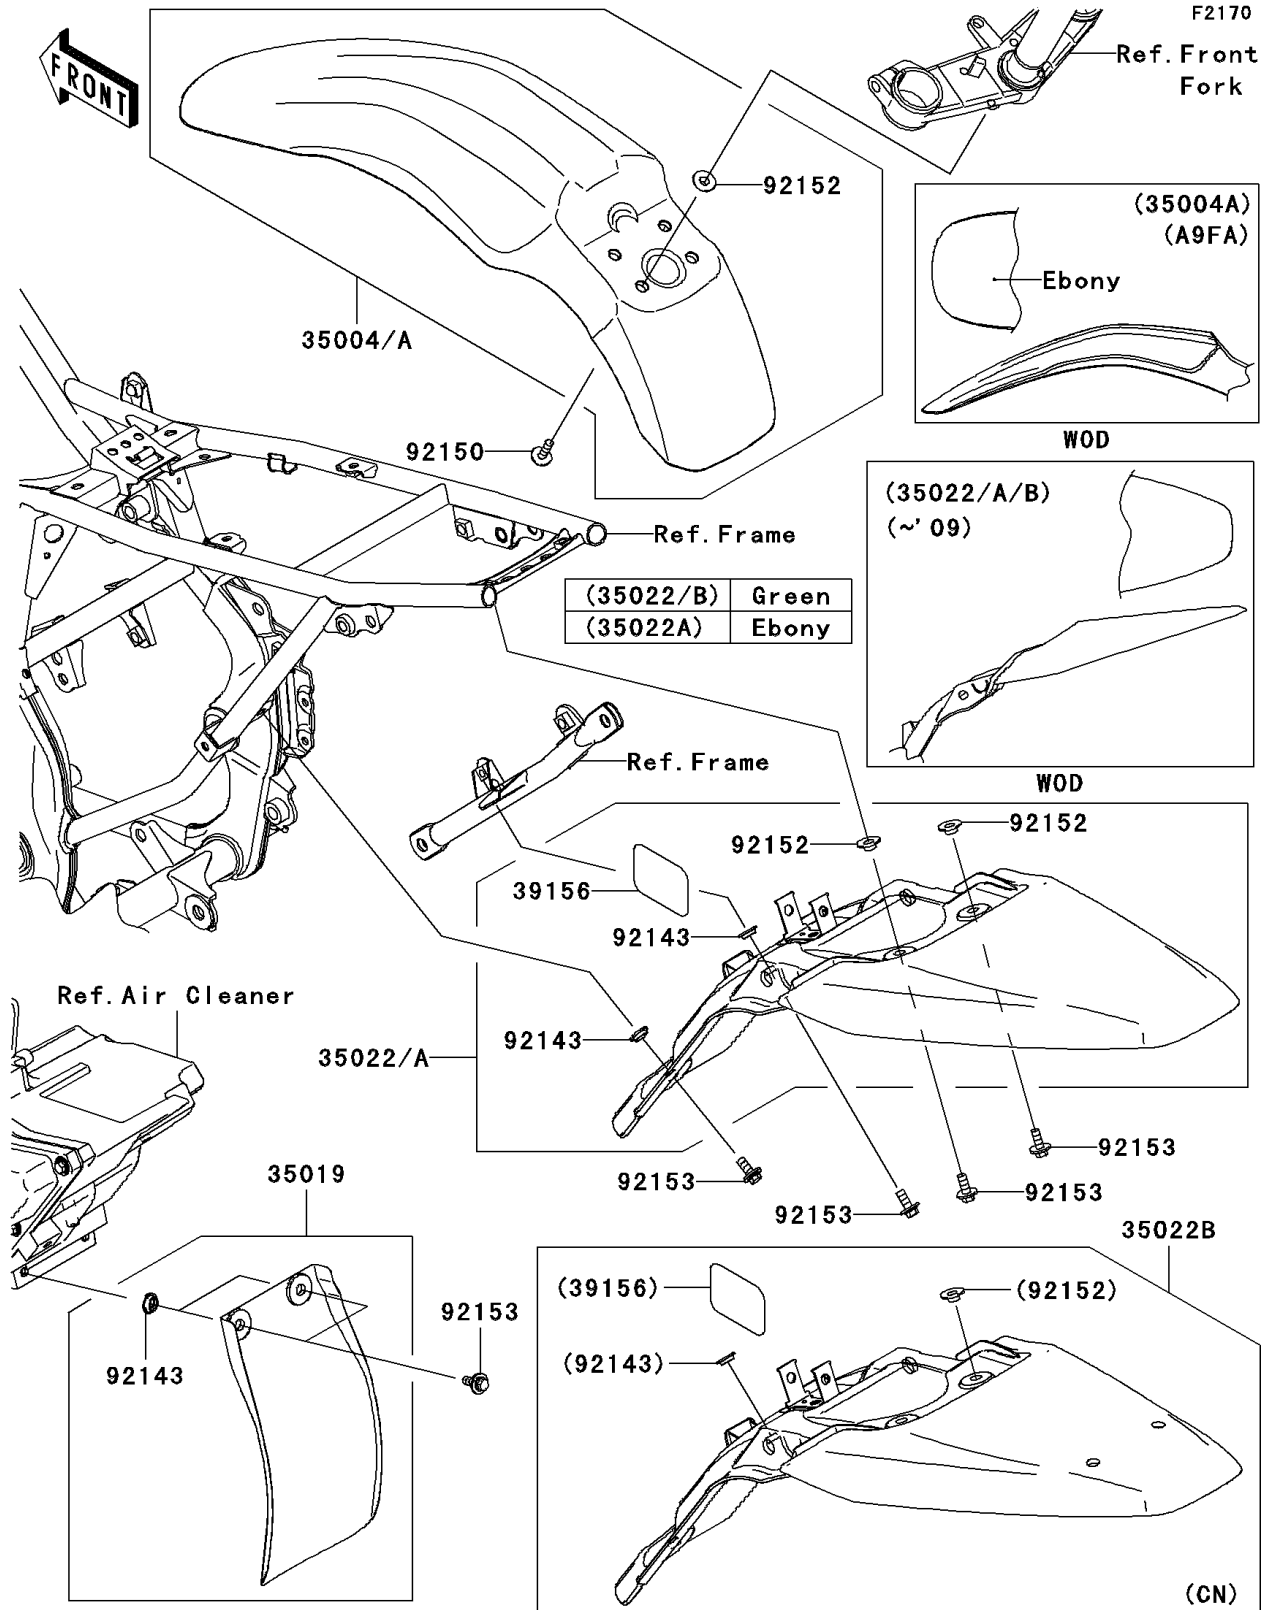 F2170
FRONT
Ref. Front
Fork
92152
(35004A)
(A9FA)
Ebony
35004/A
WOD
92150
(35022/A/B)
(~'09)
Ref. Frame
(35022/B) Green
(35022A) Ebony
Ref. Frame
WOD
92152
92152
39156
92143
Ref. Air Cleaner
92143
35022/A
92153
35019
92153
92153
92153
35022B
(39156)
(92152)
92153
92143
(92143)
(CN)